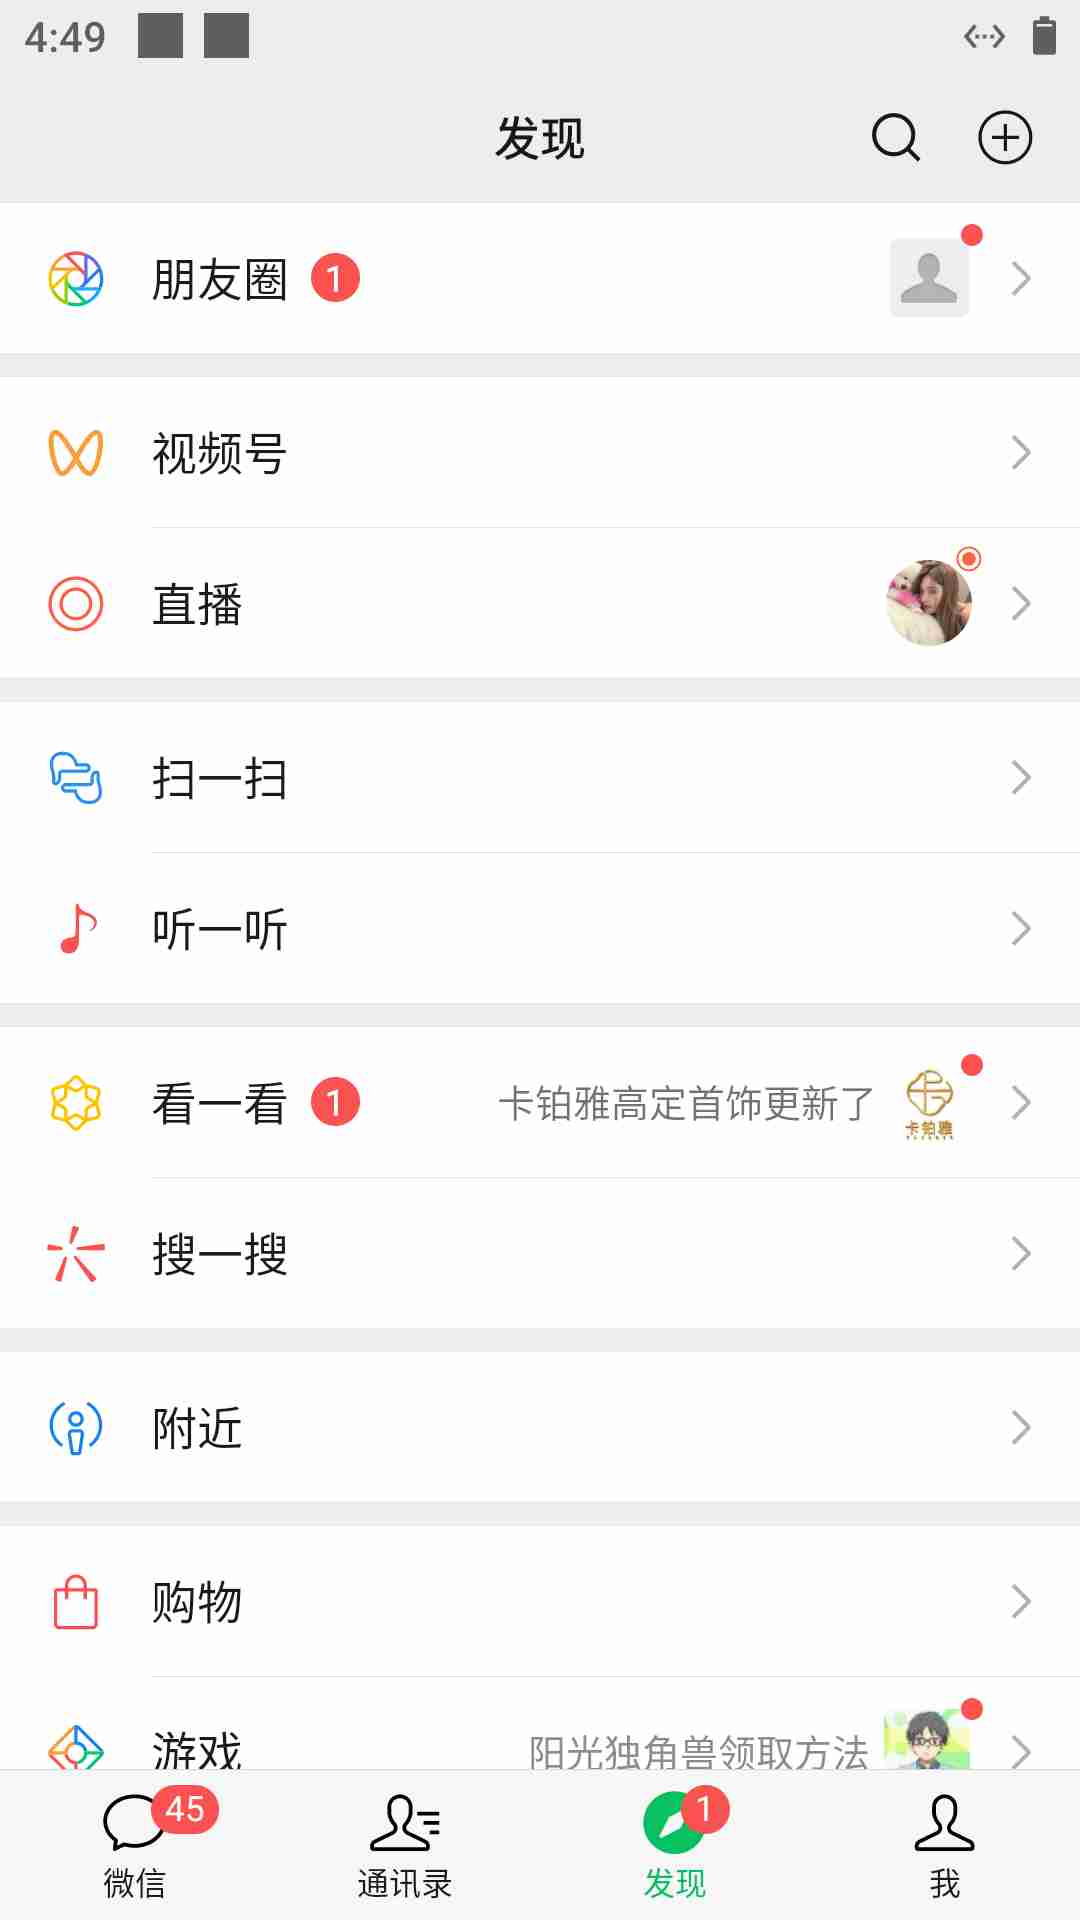 4:49
发现
朋友圈 1
视频号
直播
扫一扫
听一听
看一看 1 卡铂雅高定首饰更新了 卡铂雅
搜一搜
附近
购物
游戏 阳光独角兽领取方法
45 1
微信 通讯录 发现 我